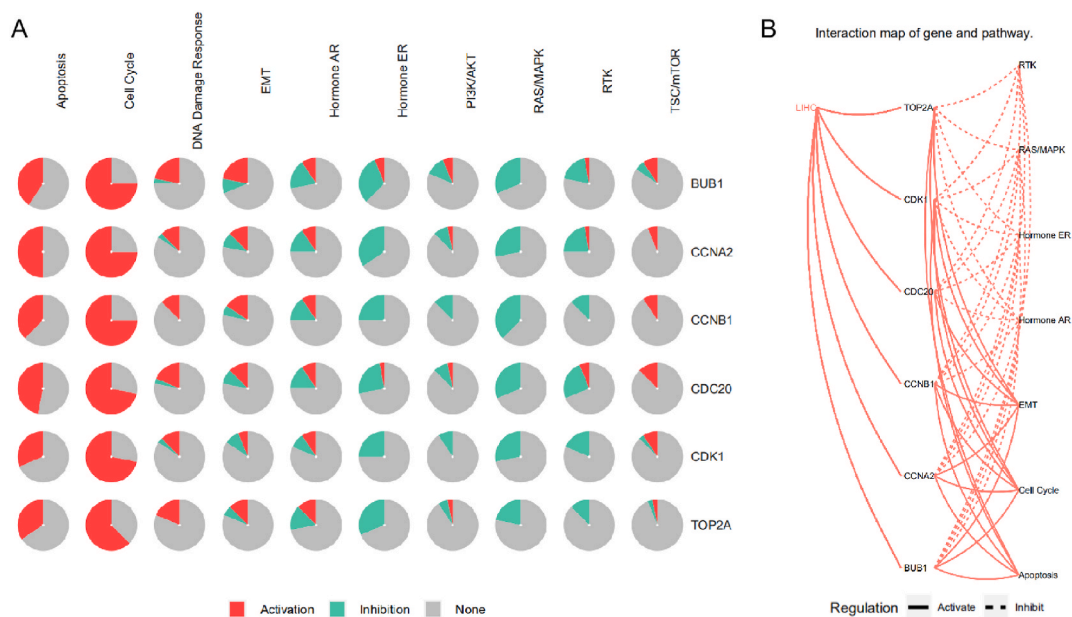 A
Apoptosis
Cell Cycle
DNA Damage Response
EMT
Hormone AR
Hormone ER
PI3K/AKT
RAS/MAPK
RTK
TSC/mTOR
BUB1
CCNA2
CCNB1
CDC20
CDK1
TOP2A
Activation
Inhibition
None
B
Interaction map of gene and pathway.
LIHC
TOP2A
CDK1
CDC20
CCNB1
CCNA2
BUB1
RTK
RAS/MAPK
Hormone ER
Hormone AR
EMT
Cell Cycle
Apoptosis
Regulation Activate Inhibit